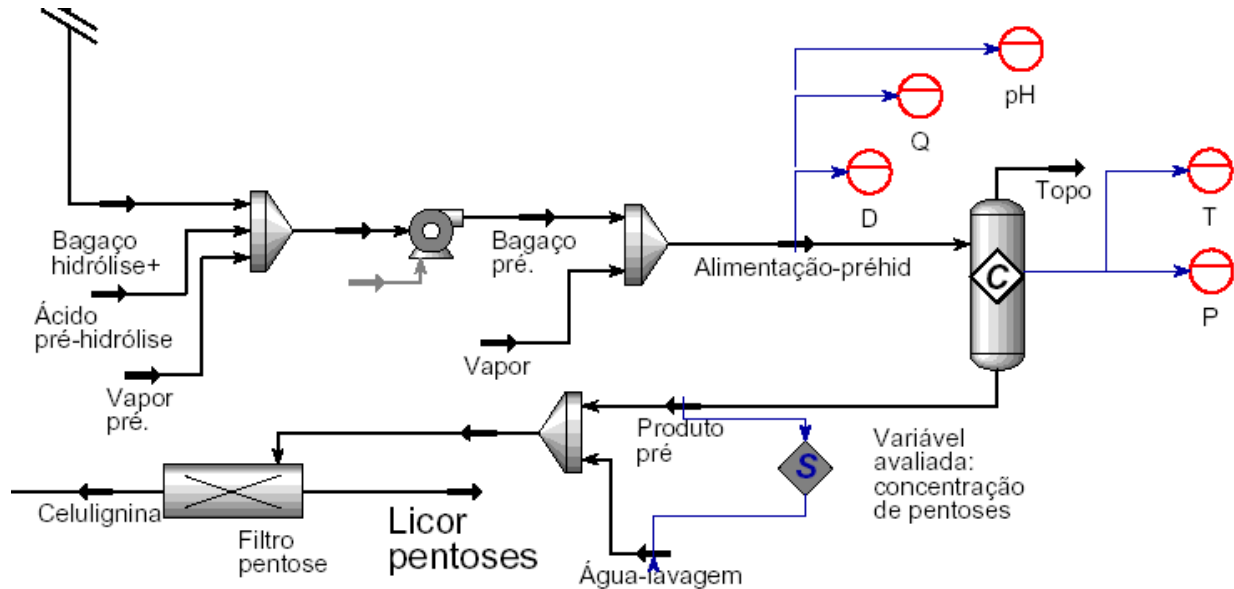 pH
Q
D
Topo
T
Bagaço
hidrólise+
Bagaço
pré.
Alimentação-préhid
C
P
Ácido
pré-hidrólise
Vapor
pré.
Vapor
Produto
pré
S
Variável
avaliada:
concentração
de pentoses
Celulignina
Filtro
pentose
Licor
pentoses
Água-lavagem